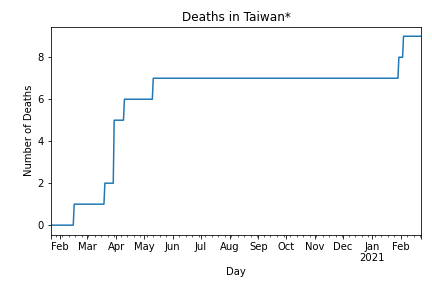 Deaths in Taiwan*
Number of Deaths
8
6
4
2
0
Feb Mar Apr May Jun Jul Aug Sep Oct Nov Dec Jan Feb
2021
Day